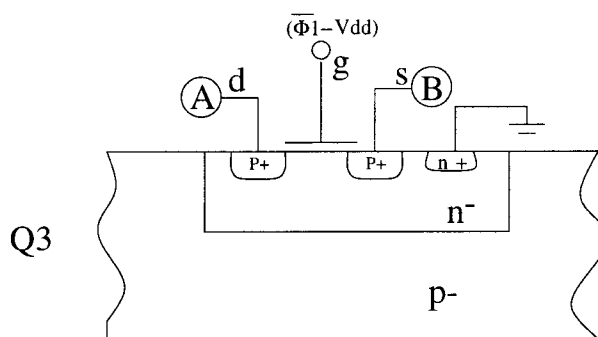 (Φ̅1-Vdd)
g
A d
s B
P+ P+ n+
n-
Q3
p-